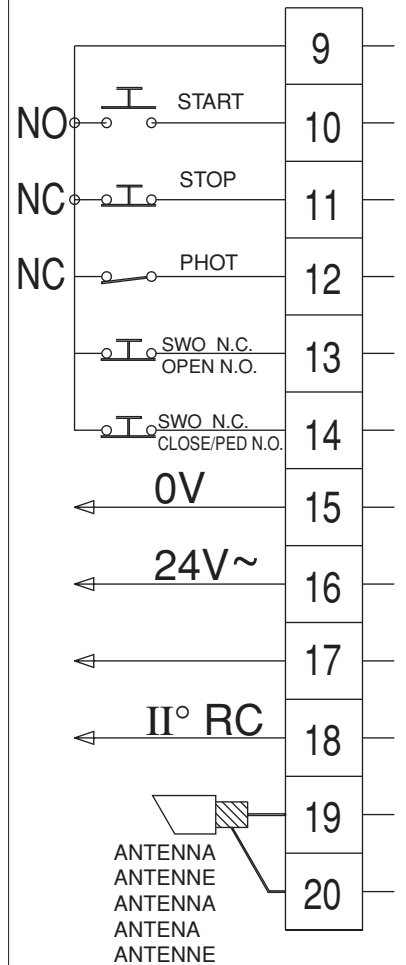 9
START
NO 10
STOP
NC 11
PHOT
NC 12
SWO N.C.
OPEN N.O. 13
SWO N.C.
CLOSE/PED N.O. 14
0V 15
24V~ 16
17
II° RC 18
19
ANTENNA
ANTENNE 20
ANTENNA
ANTENA
ANTENNE